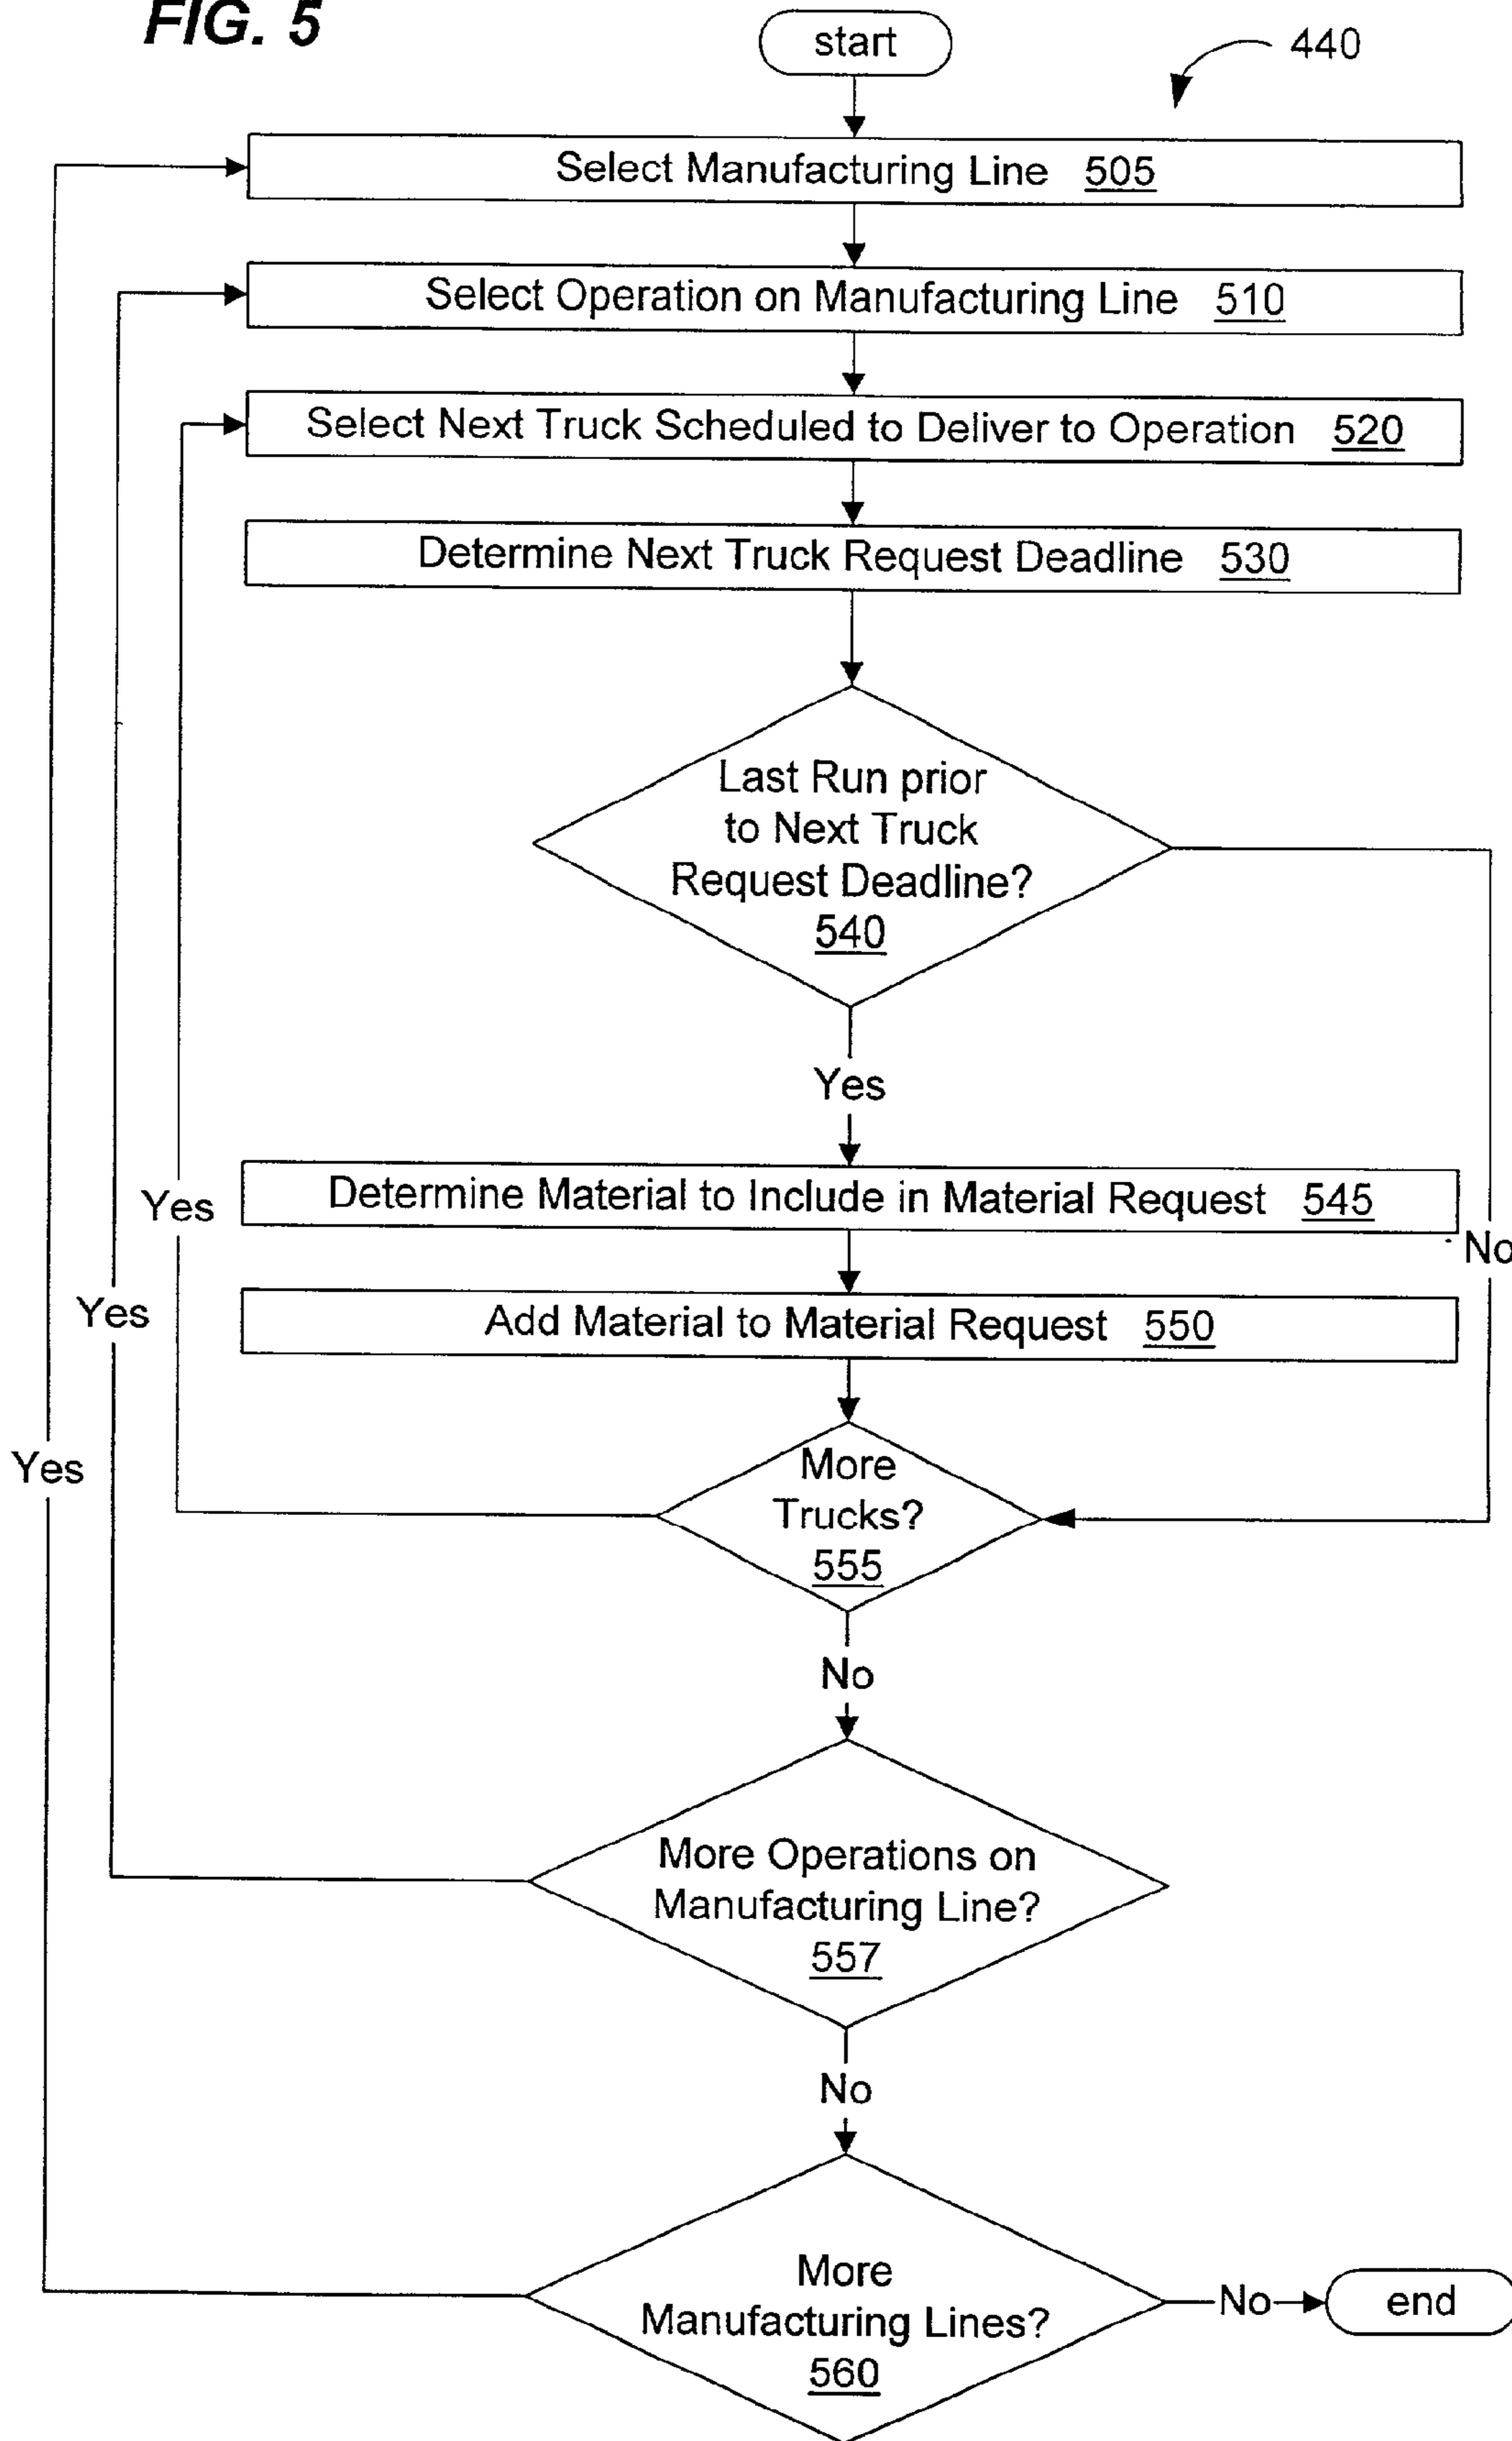 FIG. 5
start
440
Select Manufacturing Line 505
Select Operation on Manufacturing Line 510
Select Next Truck Scheduled to Deliver to Operation 520
Determine Next Truck Request Deadline 530
Last Run prior
to Next Truck
Request Deadline?
540
Yes
Determine Material to Include in Material Request 545
Yes
No
Add Material to Material Request 550
Yes
More
Trucks?
555
Yes
No
More Operations on
Manufacturing Line?
557
No
More
Manufacturing Lines?
560
No
end